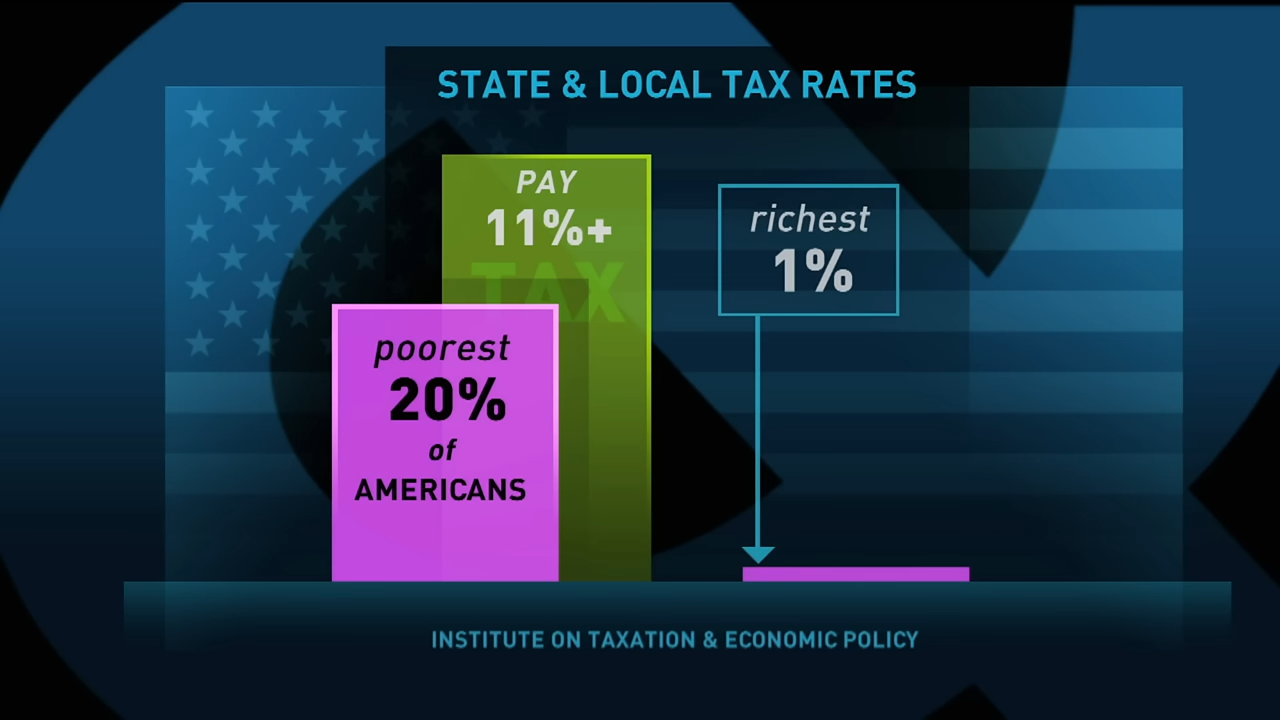 STATE & LOCAL TAX RATES
PAY
11%+
TAX
poorest
20%
of
AMERICANS
richest
1%
INSTITUTE ON TAXATION & ECONOMIC POLICY